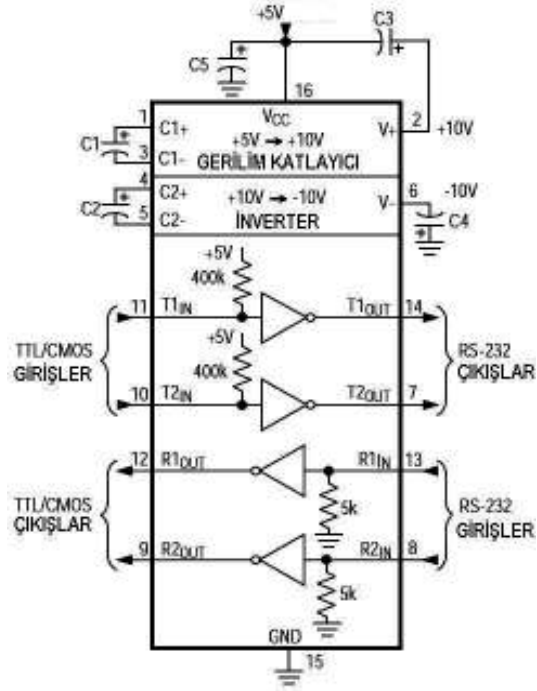 +5V
C3
+
C5
+
16
1
C1+
VCC
V+
2
+10V
C1
+
+5V → +10V
3
C1-
GERİLİM KATLAYICI
4
C2+
+10V → -10V
V-
6
-10V
C2
+
5
C2-
İNVERTER
+
C4
+5V
400k
11
T1IN
T1OUT
14
+5V
TTL/CMOS
GİRİŞLER
400k
RS-232
ÇIKIŞLAR
10
T2IN
T2OUT
7
12
R1OUT
R1IN
13
TTL/CMOS
ÇIKIŞLAR
5k
RS-232
GİRİŞLER
9
R2OUT
R2IN
8
5k
GND
15